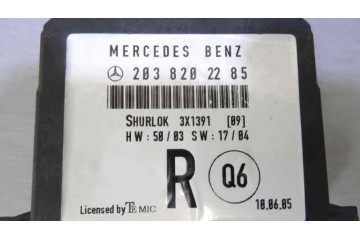 MERCEDES BENZ
203 820 22 85
SHURLOK 3X1391 [09]
HW: 50/03 SW: 17/04
R Q6
Licensed by TEMIC 10.06.05